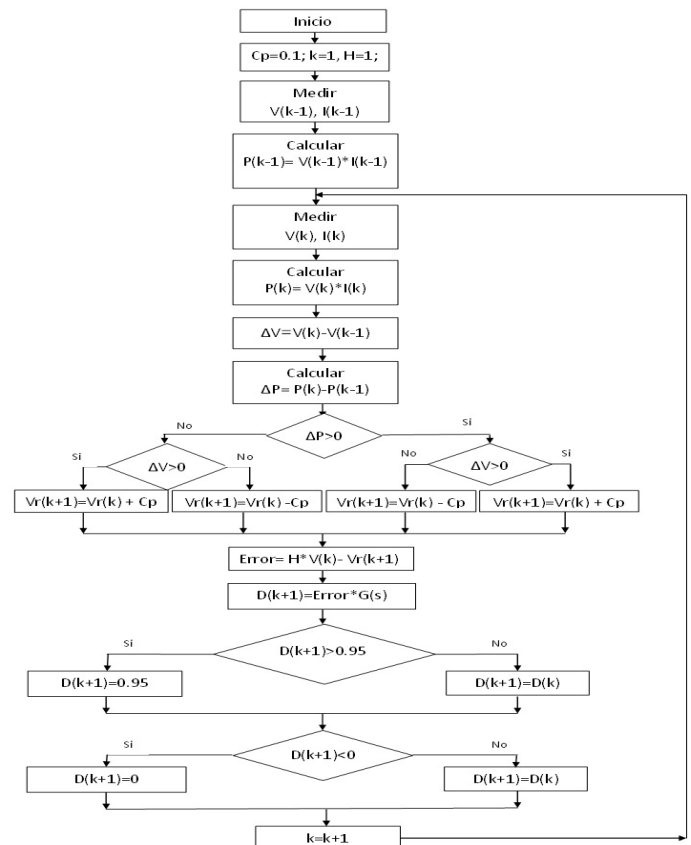 Inicio
Cp=0.1; k=1, H=1;
Medir
V(k-1), I(k-1)
Calcular
P(k-1)= V(k-1)*I(k-1)
Medir
V(k), I(k)
Calcular
P(k)= V(k)*I(k)
ΔV=V(k)-V(k-1)
Calcular
ΔP= P(k)-P(k-1)
No
ΔP>0
Si
Si
ΔV>0
No
No
ΔV>0
Si
Vr(k+1)=Vr(k) + Cp
Vr(k+1)=Vr(k) -Cp
Vr(k+1)=Vr(k) - Cp
Vr(k+1)=Vr(k) + Cp
Error= H*V(k)- Vr(k+1)
D(k+1)=Error*G(s)
Si
D(k+1)>0.95
No
D(k+1)=0.95
D(k+1)=D(k)
Si
D(k+1)<0
No
D(k+1)=0
D(k+1)=D(k)
k=k+1